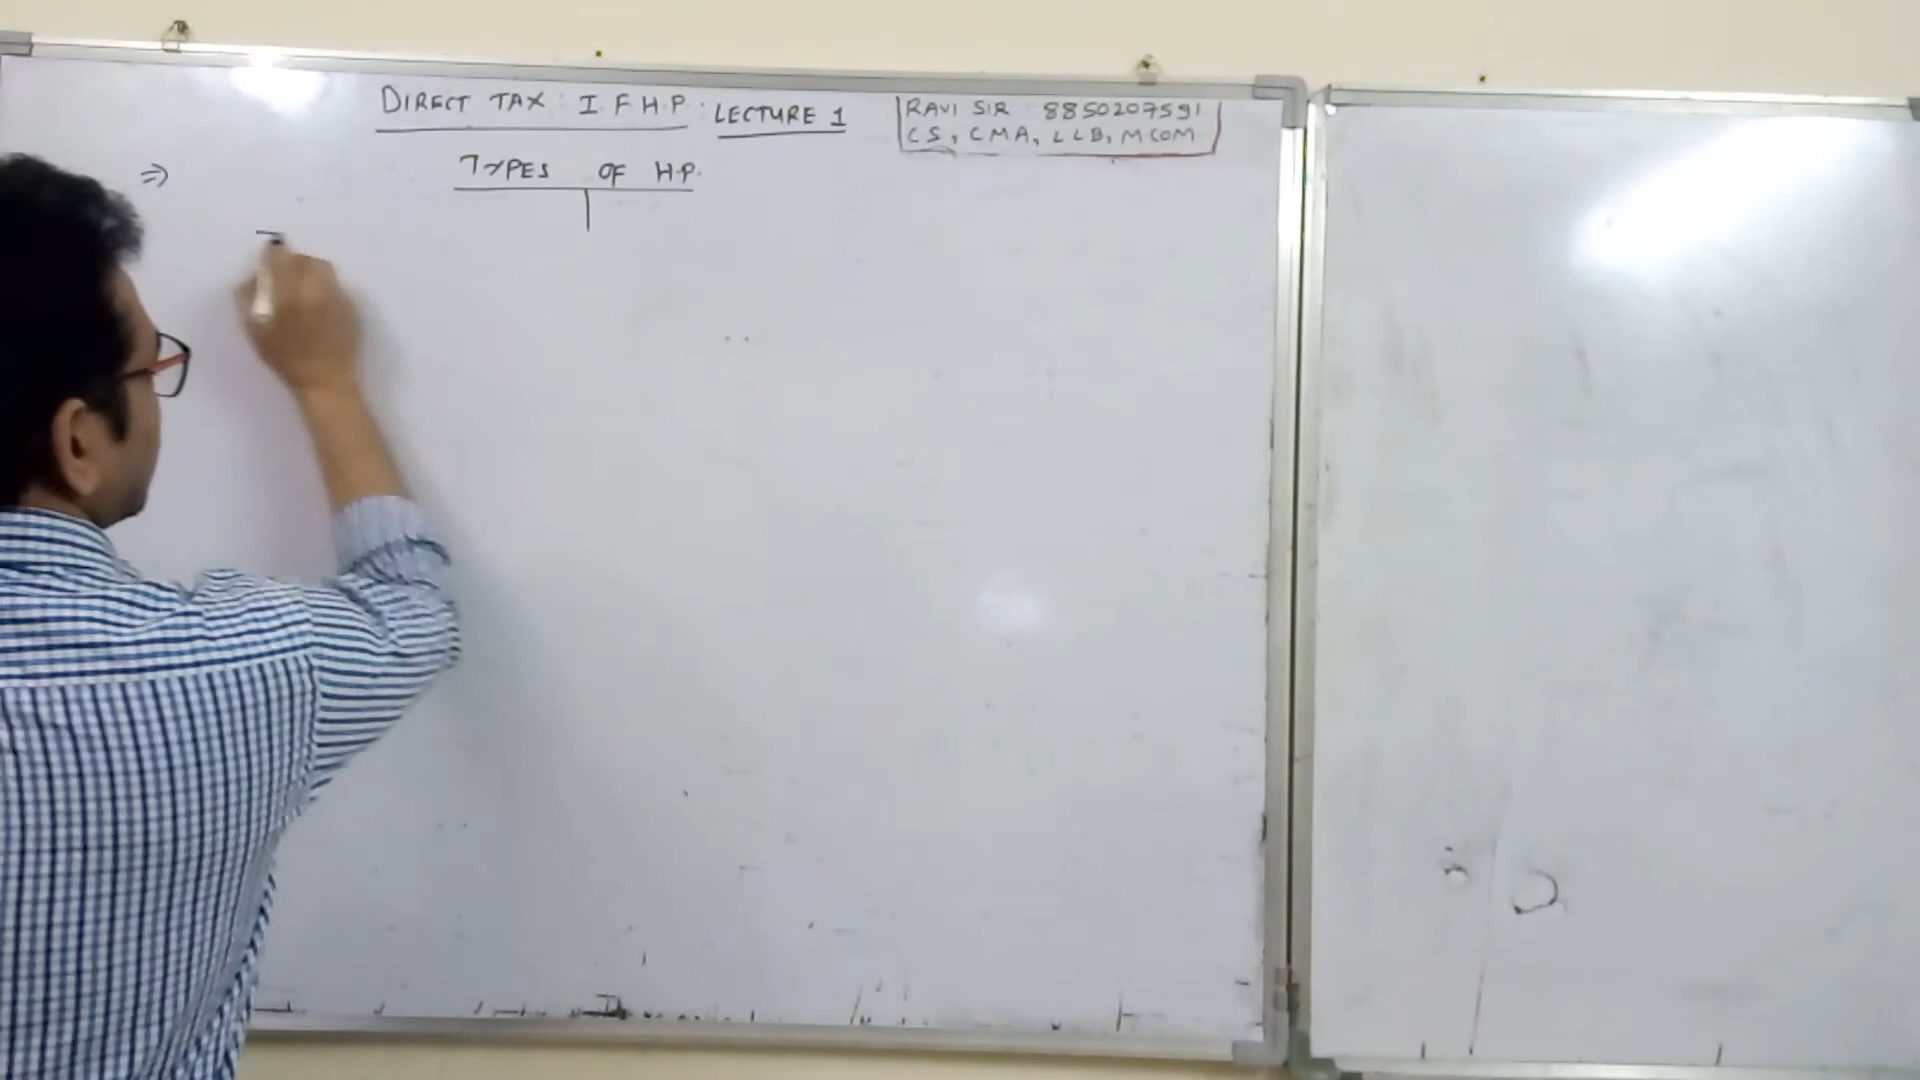 DIRECT TAX : I.F.H.P : LECTURE 1
RAVI SIR 8850207591
CS, CMA, LLB, MCOM
⇒ TYPES OF H.P.